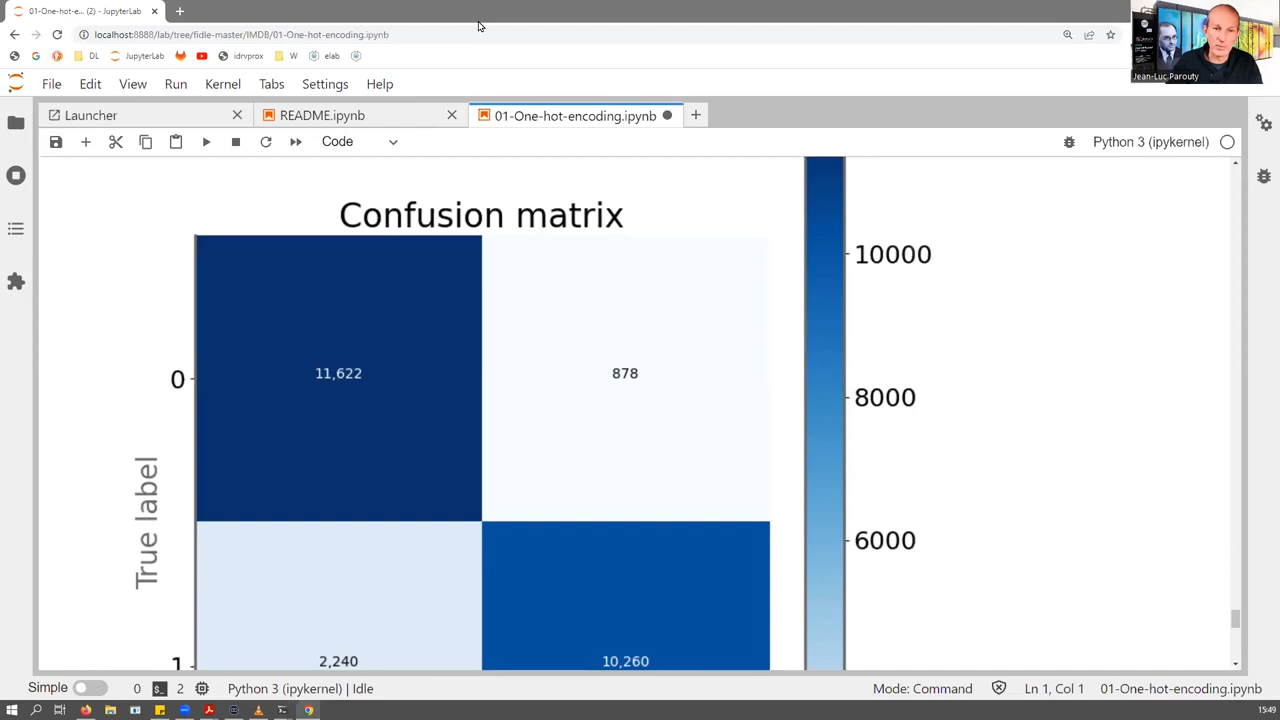 01-One-hot-e... (2) - JupyterLab
localhost:8888/lab/tree/fidle-master/IMDB/01-One-hot-encoding.ipynb
DL JupyterLab idrvprox W elab
Jean-Luc Parouty
File Edit View Run Kernel Tabs Settings Help
Launcher README.ipynb 01-One-hot-encoding.ipynb
Code Python 3 (ipykernel)
Confusion matrix
10000
11,622 878
0
8000
True label
6000
2,240 10,260
1
Simple 0 2 Python 3 (ipykernel) | Idle Mode: Command Ln 1, Col 1 01-One-hot-encoding.ipynb
15:49